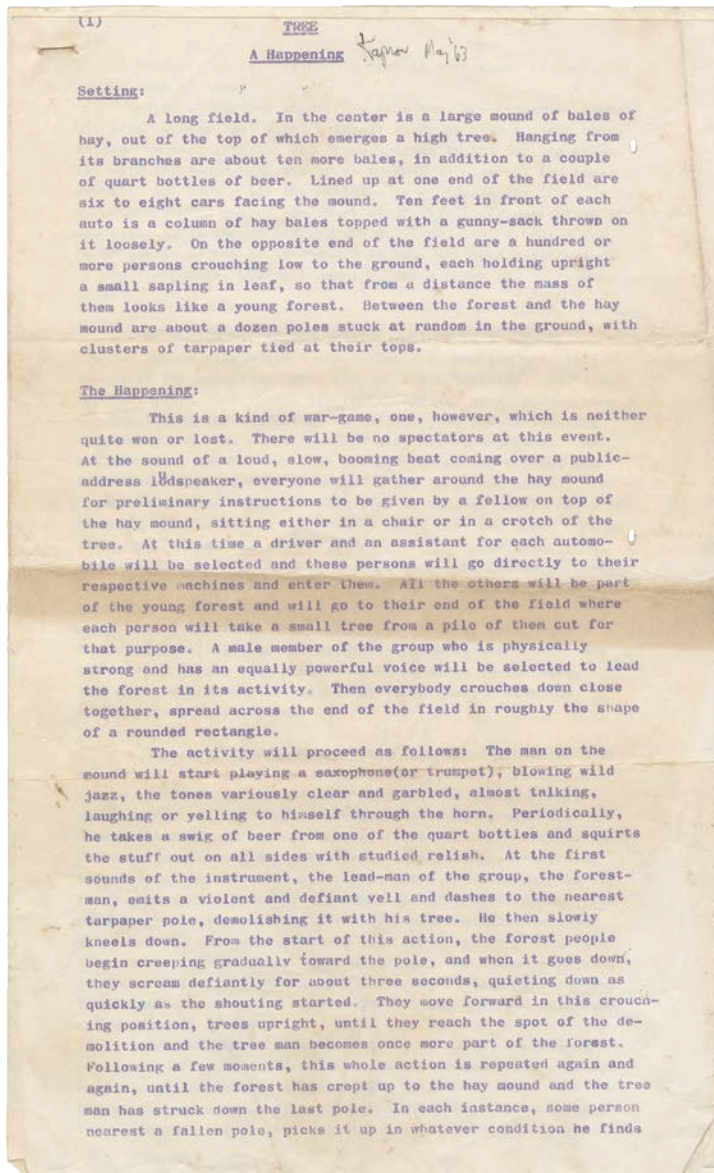 (1)
TREE
A Happening Kaprow May '63
Setting:
A long field. In the center is a large mound of bales of
hay, out of the top of which emerges a high tree. Hanging from
its branches are about ten more bales, in addition to a couple
of quart bottles of beer. Lined up at one end of the field are
six to eight cars facing the mound. Ten feet in front of each
auto is a column of hay bales topped with a gunny-sack thrown on
it loosely. On the opposite end of the field are a hundred or
more persons crouching low to the ground, each holding upright
a small sapling in leaf, so that from a distance the mass of
them looks like a young forest. Between the forest and the hay
mound are about a dozen poles stuck at random in the ground, with
clusters of tarpaper tied at their tops.
The Happening:
This is a kind of war-game, one, however, which is neither
quite won or lost. There will be no spectators at this event.
At the sound of a loud, slow, booming beat coming over a public-
address loudspeaker, everyone will gather around the hay mound
for preliminary instructions to be given by a fellow on top of
the hay mound, sitting either in a chair or in a crotch of the
tree. At this time a driver and an assistant for each automo-
bile will be selected and these persons will go directly to their
respective machines and enter them. All the others will be part
of the young forest and will go to their end of the field where
each person will take a small tree from a pile of them cut for
that purpose. A male member of the group who is physically
strong and has an equally powerful voice will be selected to lead
the forest in its activity. Then everybody crouches down close
together, spread across the end of the field in roughly the shape
of a rounded rectangle.
The activity will proceed as follows: The man on the
mound will start playing a saxophone(or trumpet), blowing wild
jazz, the tones variously clear and garbled, almost talking,
laughing or yelling to himself through the horn. Periodically,
he takes a swig of beer from one of the quart bottles and squirts
the stuff out on all sides with studied relish. At the first
sounds of the instrument, the lead-man of the group, the forest-
man, emits a violent and defiant yell and dashes to the nearest
tarpaper pole, demolishing it with his tree. He then slowly
kneels down. From the start of this action, the forest people
begin creeping gradually toward the pole, and when it goes down,
they scream defiantly for about three seconds, quieting down as
quickly as the shouting started. They move forward in this crouch-
ing position, trees upright, until they reach the spot of the de-
molition and the tree man becomes once more part of the forest.
Following a few moments, this whole action is repeated again and
again, until the forest has crept up to the hay mound and the tree
man has struck down the last pole. In each instance, some person
nearest a fallen pole, picks it up in whatever condition he finds